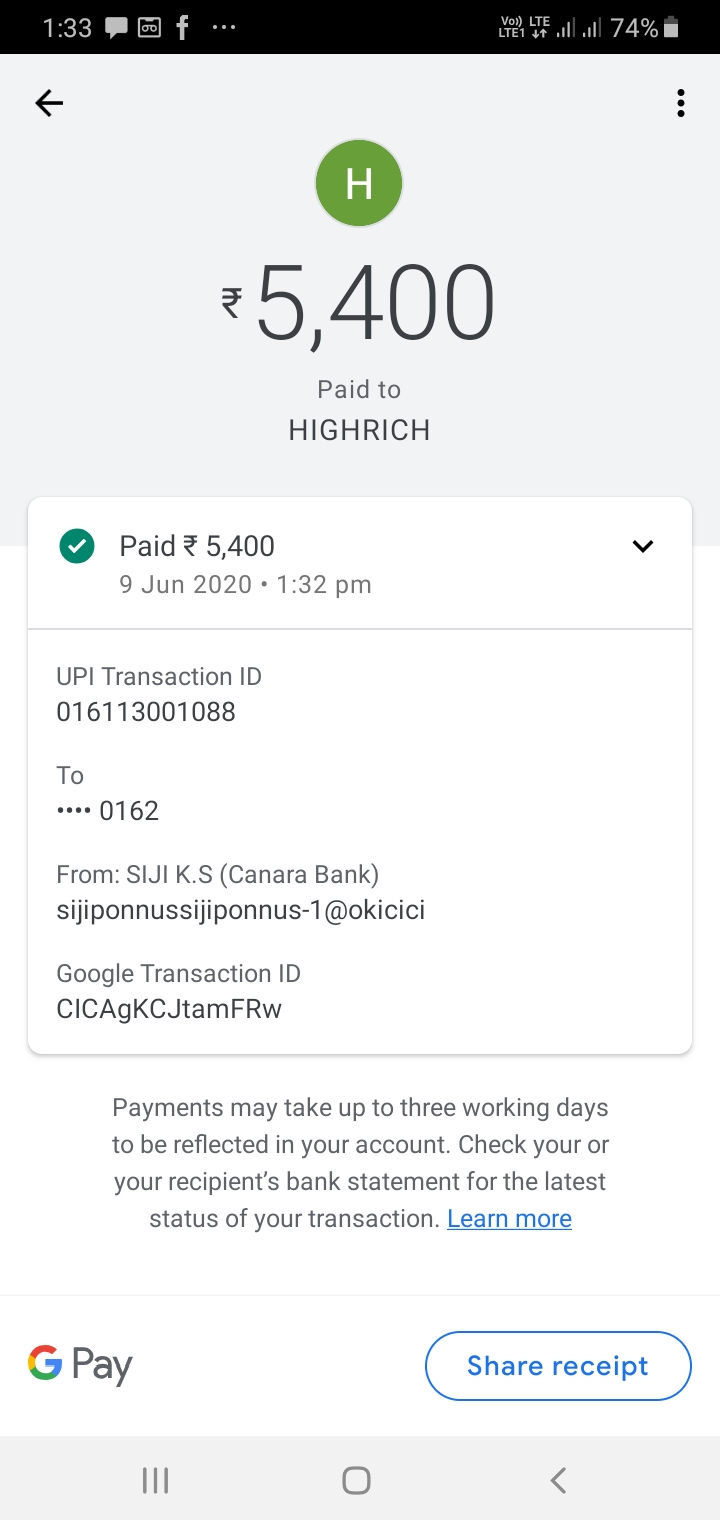 1:33 f ... Vo)) LTE 74%
LTE1
H
₹5,400
Paid to
HIGHRICH
Paid ₹ 5,400
9 Jun 2020 • 1:32 pm
UPI Transaction ID
016113001088
To
•••• 0162
From: SIJI K.S (Canara Bank)
sijiponnussijiponnus-1@okicici
Google Transaction ID
CICAgKCJtamFRw
Payments may take up to three working days
to be reflected in your account. Check your or
your recipient’s bank statement for the latest
status of your transaction. Learn more
G Pay
Share receipt